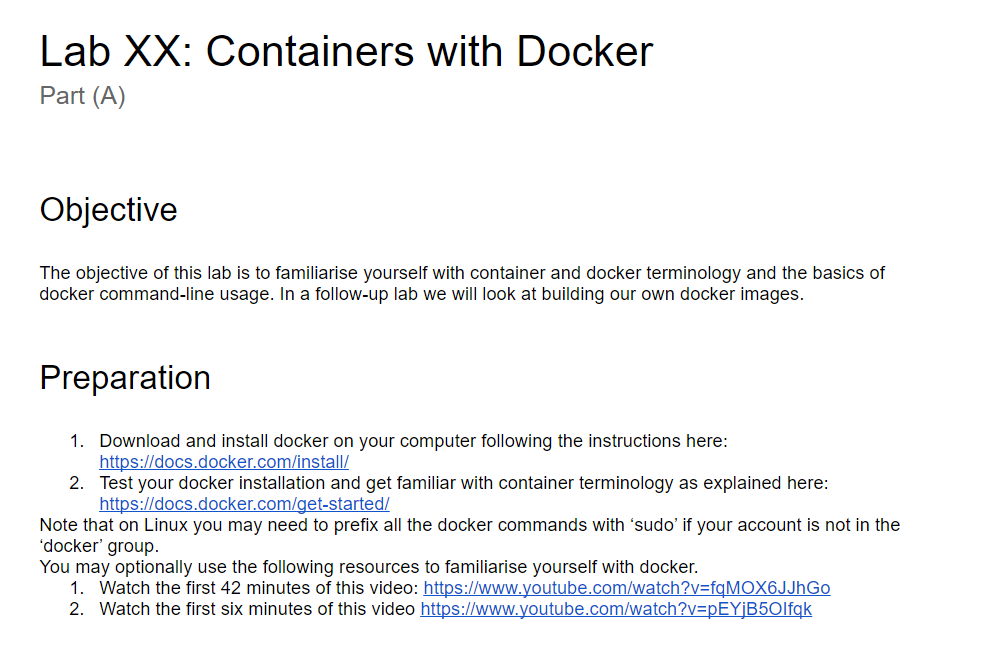 Lab XX: Containers with Docker
Part (A)
Objective
The objective of this lab is to familiarise yourself with container and docker terminology and the basics of
docker command-line usage. In a follow-up lab we will look at building our own docker images.
Preparation
1. Download and install docker on your computer following the instructions here:
https://docs.docker.com/install/
2. Test your docker installation and get familiar with container terminology as explained here:
https://docs.docker.com/get-started/
Note that on Linux you may need to prefix all the docker commands with ‘sudo’ if your account is not in the
‘docker’ group.
You may optionally use the following resources to familiarise yourself with docker.
1. Watch the first 42 minutes of this video: https://www.youtube.com/watch?v=fqMOX6JJhGo
2. Watch the first six minutes of this video https://www.youtube.com/watch?v=pEYjB5OIfqk